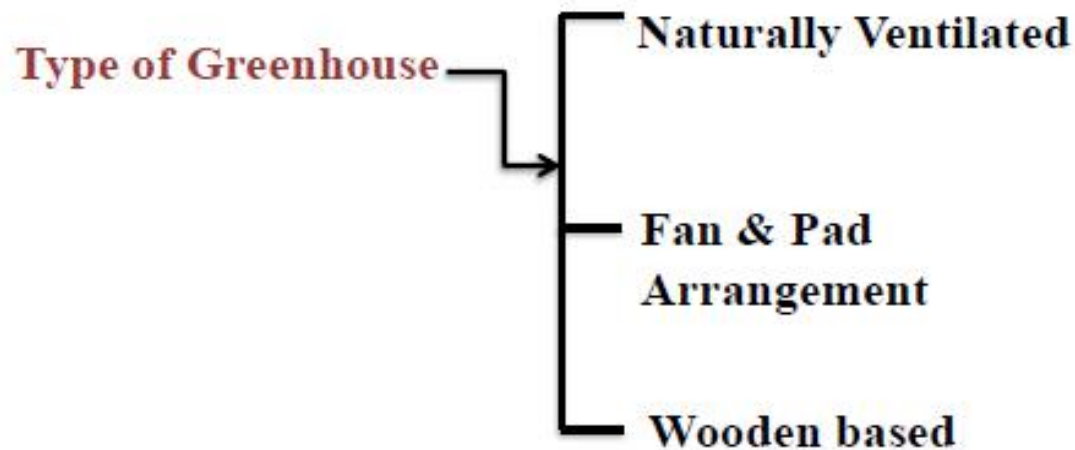 Type of Greenhouse
Naturally Ventilated
Fan & Pad
Arrangement
Wooden based